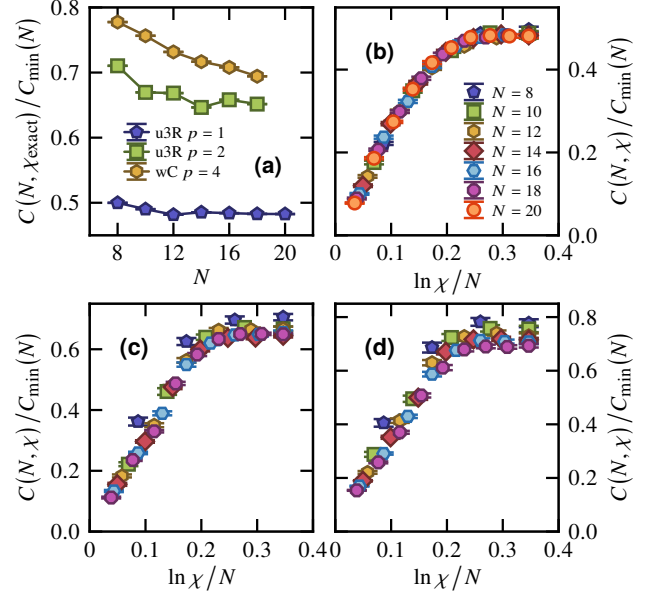 C(N, χexact)/Cmin(N)
0.8
0.7
0.6
0.5
8
12
16
20
N
u3R p = 1
u3R p = 2
wC p = 4
(a)
(b)
N = 8
N = 10
N = 12
N = 14
N = 16
N = 18
N = 20
0
0.1
0.2
0.3
0.4
ln χ/N
0.4
0.2
0.0
C(N, χ)/Cmin(N)
C(N, χ)/Cmin(N)
0.6
0.4
0.2
0.0
(c)
0
0.1
0.2
0.3
0.4
ln χ/N
(d)
0
0.1
0.2
0.3
0.4
ln χ/N
0.8
0.6
0.4
0.2
0.0
C(N, χ)/Cmin(N)